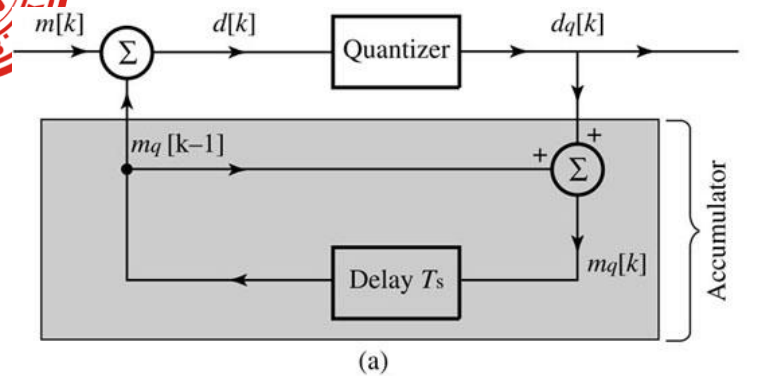 m[k] d[k] dq[k]
Σ Quantizer
mq [k–1] + + Σ
Delay Ts mq[k]
Accumulator
(a)